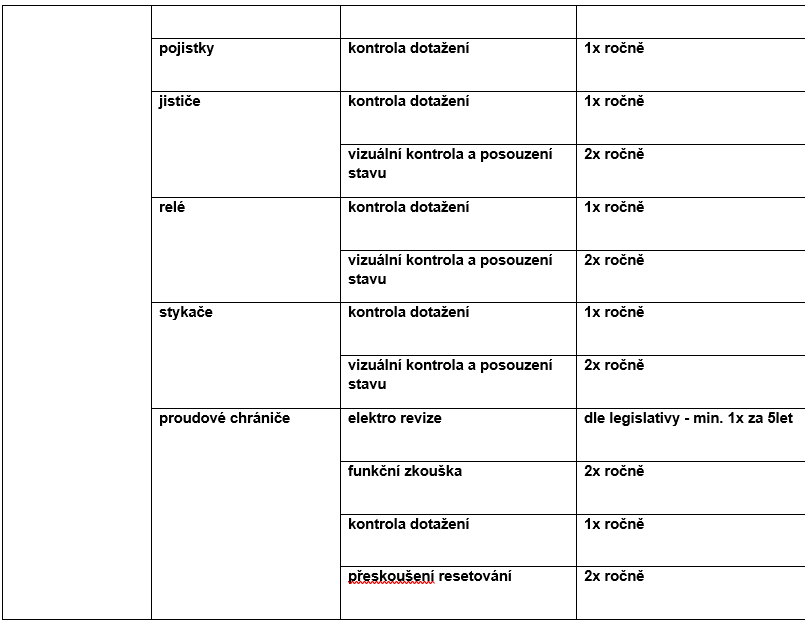 pojistky kontrola dotažení 1x ročně
jističe kontrola dotažení 1x ročně
vizuální kontrola a posouzení 2x ročně
stavu
relé kontrola dotažení 1x ročně
vizuální kontrola a posouzení 2x ročně
stavu
stykače kontrola dotažení 1x ročně
vizuální kontrola a posouzení 2x ročně
stavu
proudové chrániče elektro revize dle legislativy - min. 1x za 5let
funkční zkouška 2x ročně
kontrola dotažení 1x ročně
přeskoušení resetování 2x ročně